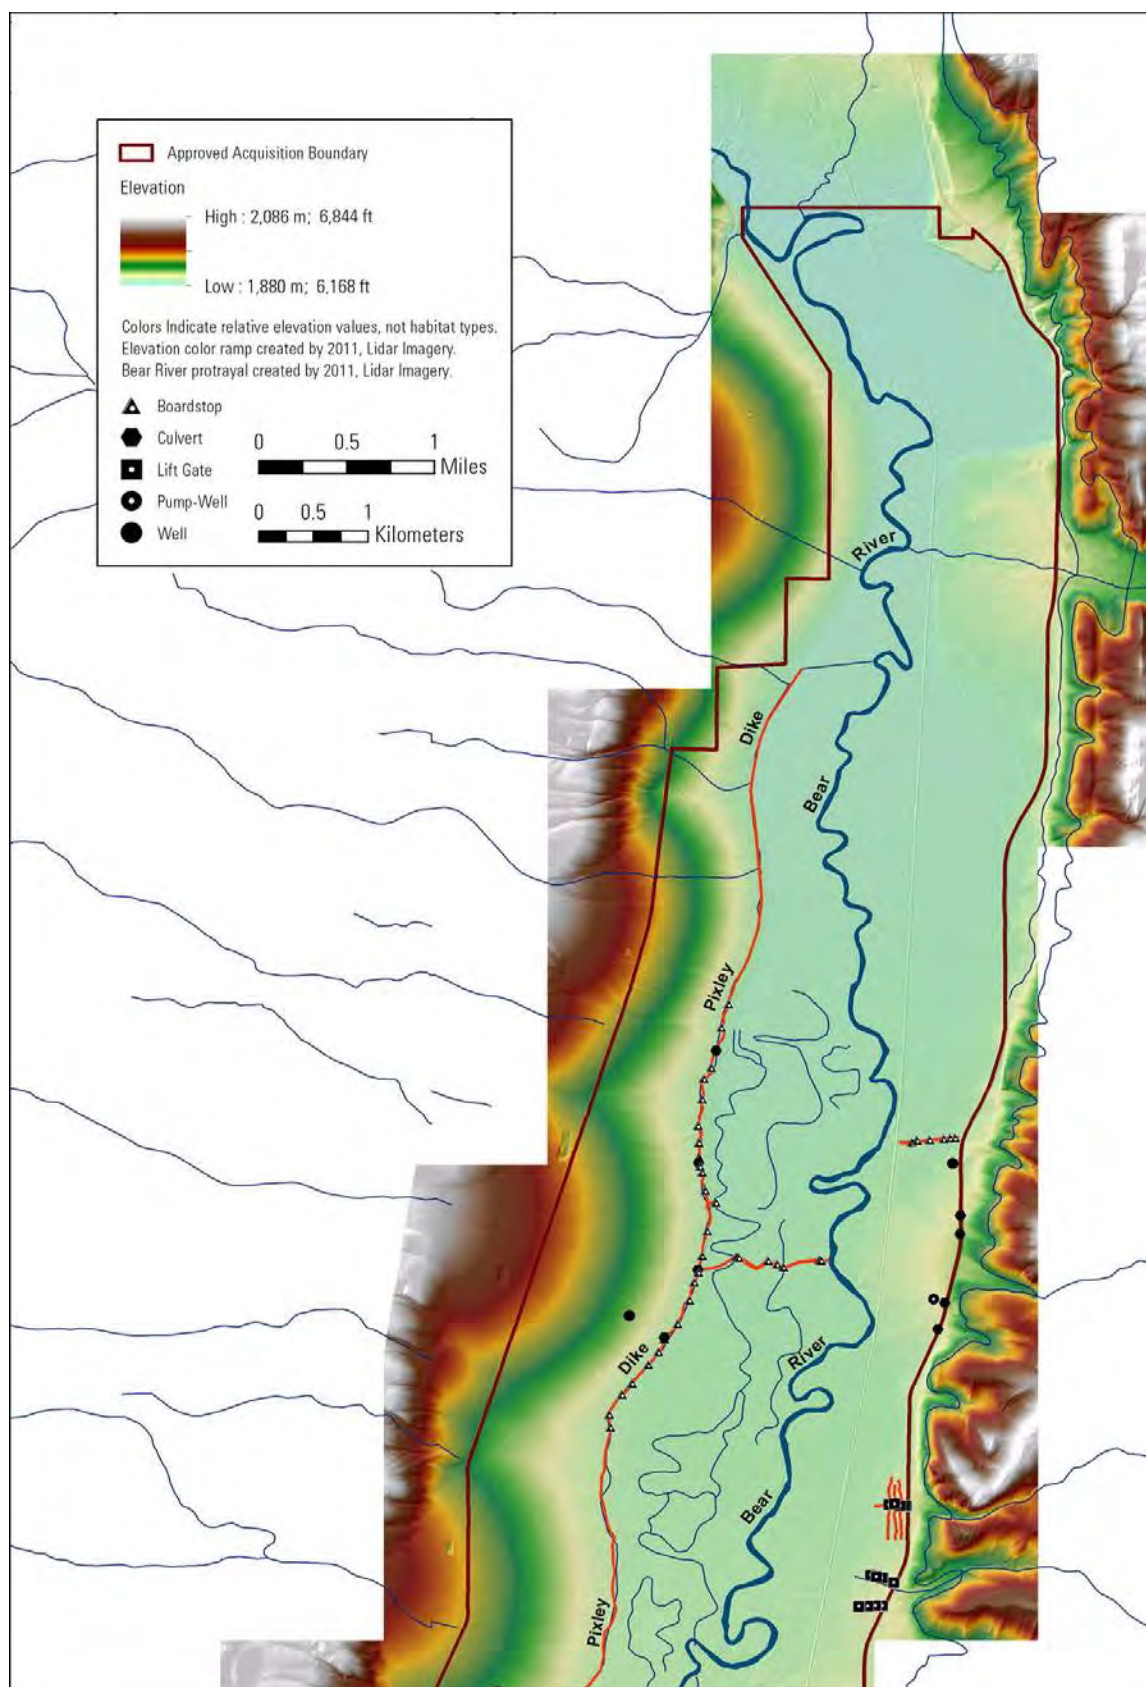 Approved Acquisition Boundary
Elevation
High : 2,086 m; 6,844 ft
Low : 1,880 m; 6,168 ft
Colors Indicate relative elevation values, not habitat types.
Elevation color ramp created by 2011, Lidar Imagery.
Bear River protrayal created by 2011, Lidar Imagery.
Boardstop
Culvert
0 0.5 1
Miles
Lift Gate
Pump-Well
0 0.5 1
Kilometers
Well
River
Dike
Bear
Pixley
Dike
River
Bear
Pixley